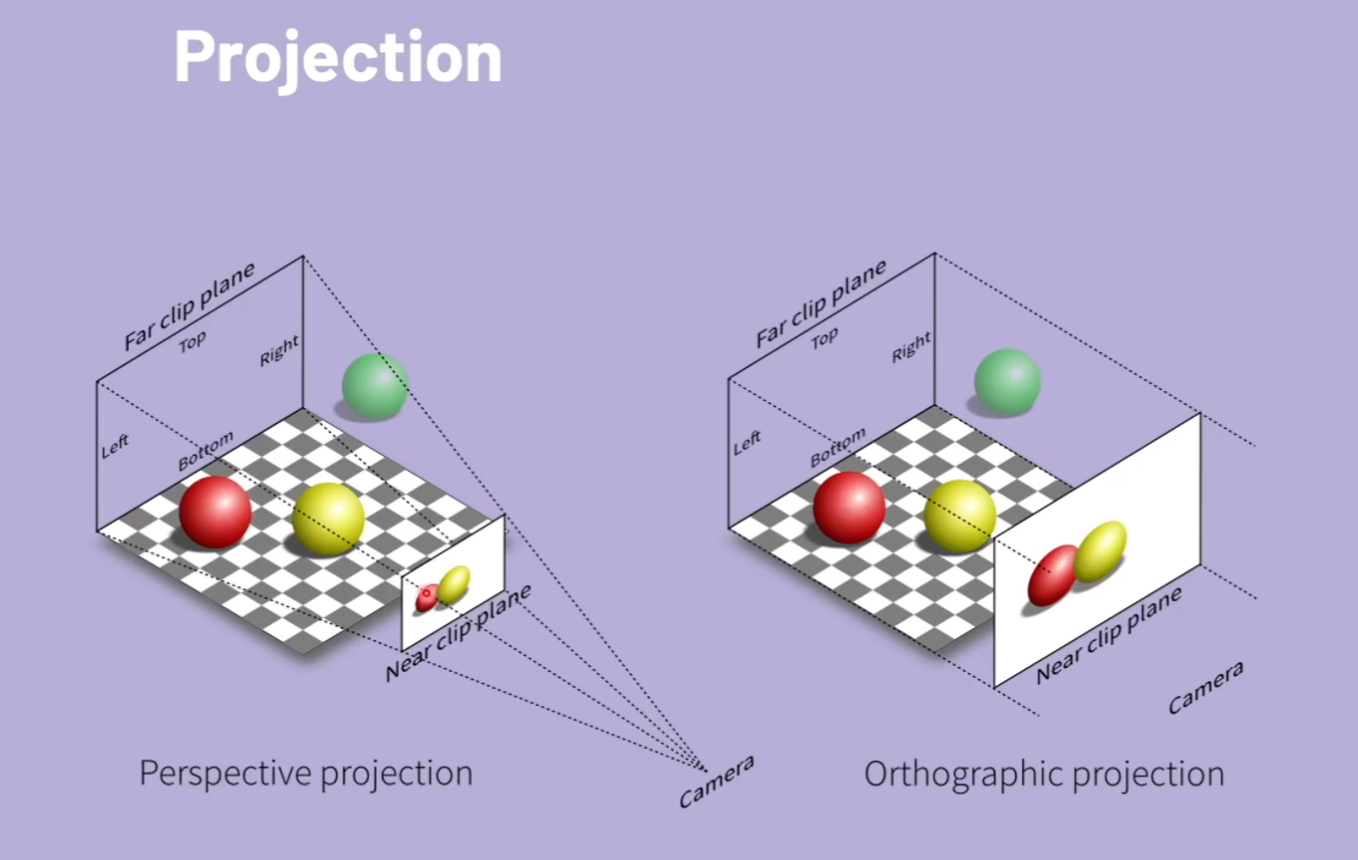 Projection
Far clip plane
Top
Right
Left
Bottom
Near clip plane
Camera
Perspective projection
Far clip plane
Top
Right
Left
Bottom
Near clip plane
Camera
Orthographic projection